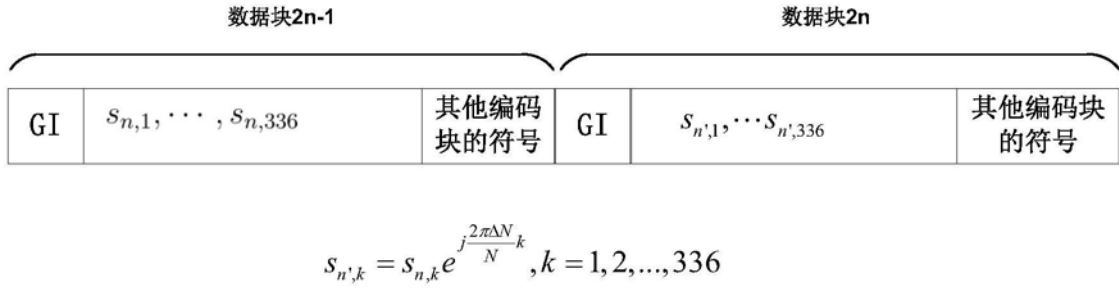 数据块2n-1 数据块2n
GI s_{n,1}, ⋯ , s_{n,336} 其他编码块的符号 GI s_{n',1}, ⋯ s_{n',336} 其他编码块的符号
s_{n',k} = s_{n,k} e^{j\frac{2πΔN}{N}k}, k = 1, 2, ..., 336